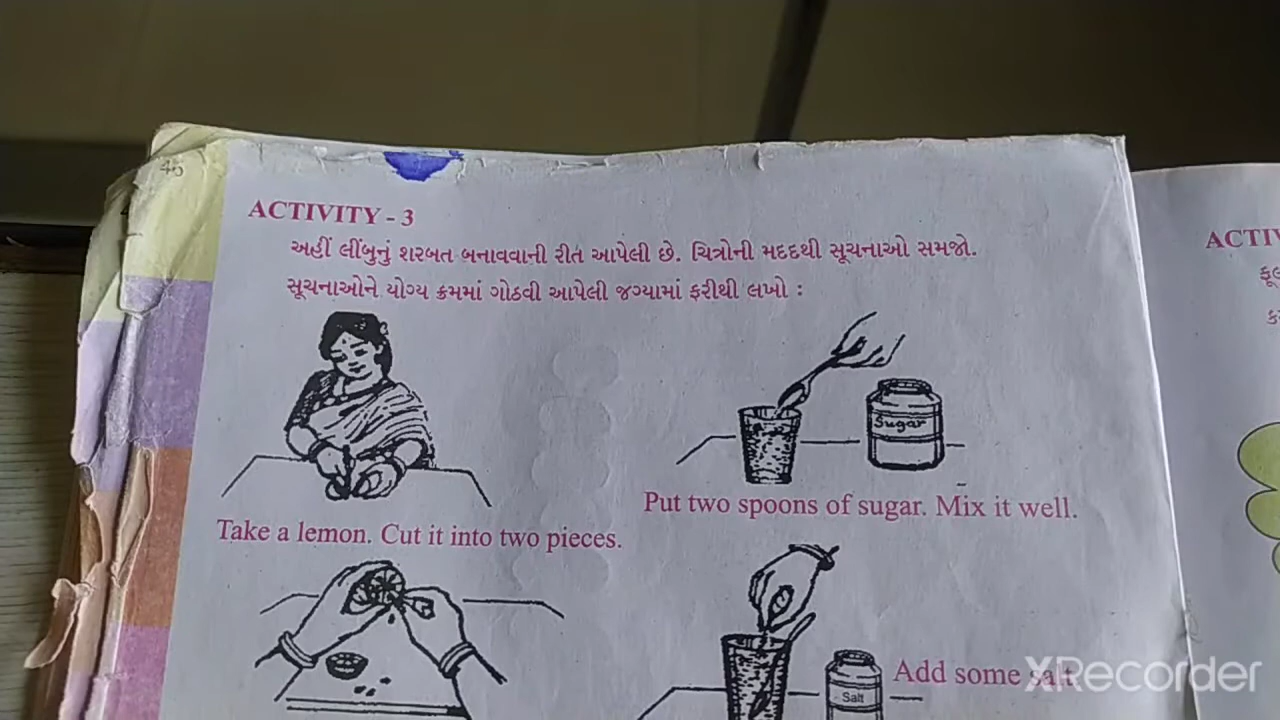 40
ACTIVITY - 3
અહીં લીંબુનું શરબત બનાવવાની રીત આપેલી છે. ચિત્રોની મદદથી સૂચનાઓ સમજો.
સૂચનાઓને યોગ્ય ક્રમમાં ગોઠવી આપેલી જગ્યામાં ફરીથી લખો :
Sugar
Put two spoons of sugar. Mix it well.
Take a lemon. Cut it into two pieces.
Add some salt.
Salt
ACTIV
XRecorder